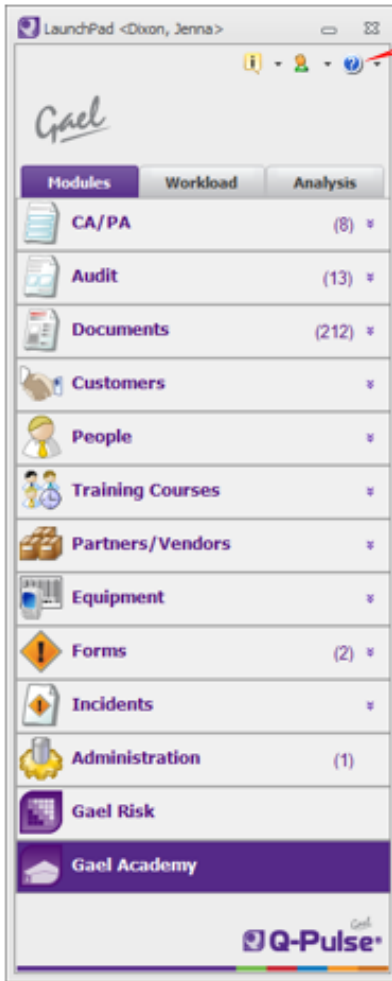 LaunchPad <Dixon, Jenna>
Gael
Modules Workload Analysis
CA/PA (8)
Audit (13)
Documents (212)
Customers
People
Training Courses
Partners/Vendors
Equipment
Forms (2)
Incidents
Administration (1)
Gael Risk
Gael Academy
Gael
Q-Pulse